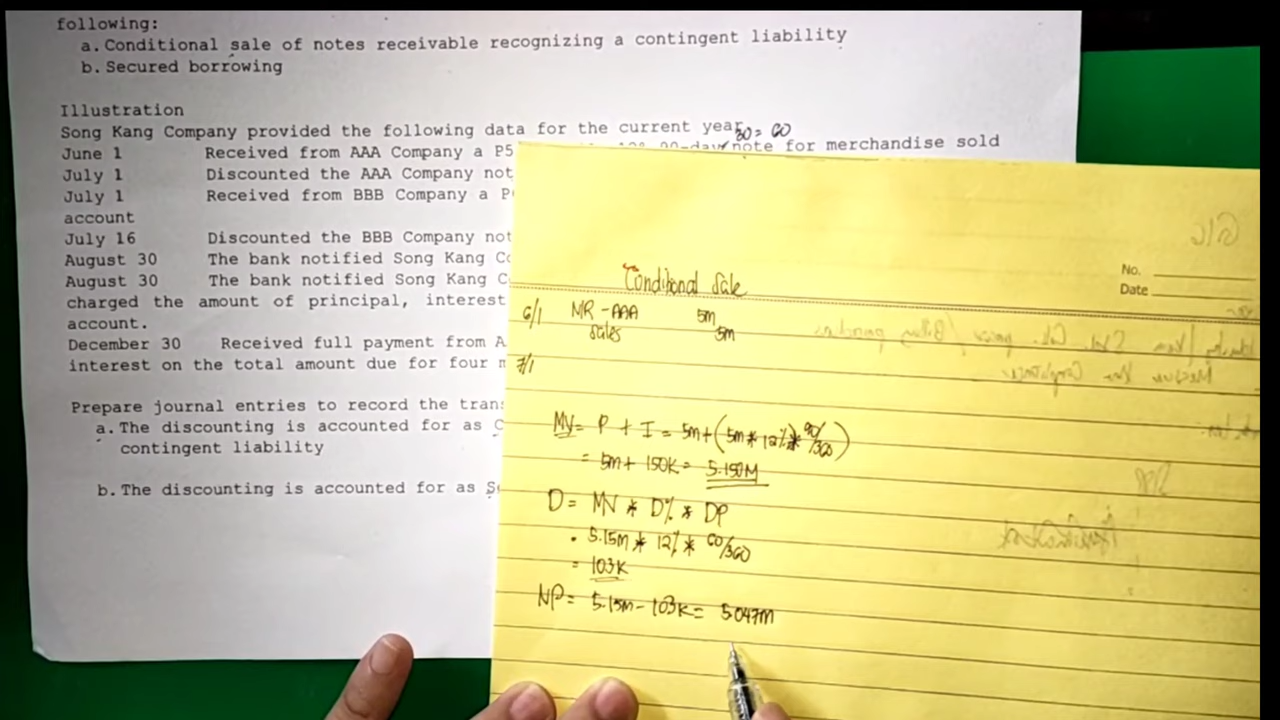 following:
a. Conditional sale of notes receivable recognizing a contingent liability
b. Secured borrowing
Illustration
Song Kang Company provided the following data for the current year
30 = 60
June 1 Received from AAA Company a P5 note for merchandise sold
July 1 Discounted the AAA Company not
July 1 Received from BBB Company a P
account
July 16 Discounted the BBB Company not
August 30 The bank notified Song Kang Co
August 30 The bank notified Song Kang C
charged the amount of principal, interest
account.
December 30 Received full payment from A
interest on the total amount due for four m
Prepare journal entries to record the tran
a. The discounting is accounted for as C
contingent liability
b. The discounting is accounted for as S
No.
Date
Conditional Sale
6/1 NR - AAA 5m
Sales 5m
7/1
MV = P + I = 5m + (5m * 12% * 90/360)
= 5m + 150K = 5.150M
D = MV * D% * DP
= 5.15m * 12% * 60/360
= 103K
NP = 5.15m - 103K = 5.047m